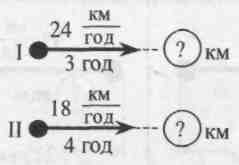 24 км/год
I ? км
3 год
18 км/год
II ? км
4 год